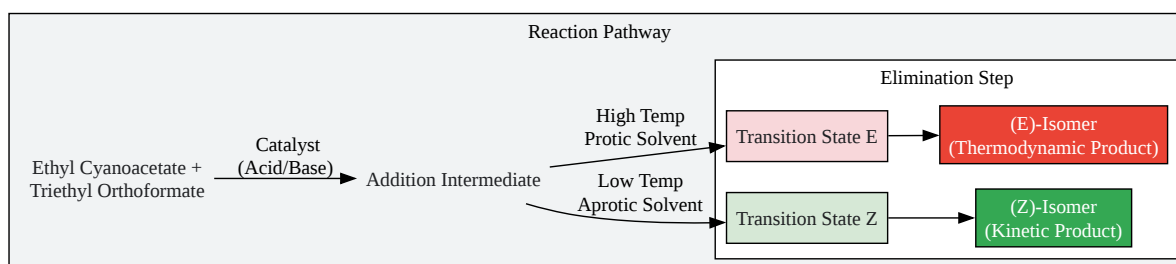 Reaction Pathway
Elimination Step
Ethyl Cyanoacetate +
Triethyl Orthoformate
Catalyst
(Acid/Base)
Addition Intermediate
High Temp
Protic Solvent
Transition State E
(E)-Isomer
(Thermodynamic Product)
Low Temp
Aprotic Solvent
Transition State Z
(Z)-Isomer
(Kinetic Product)